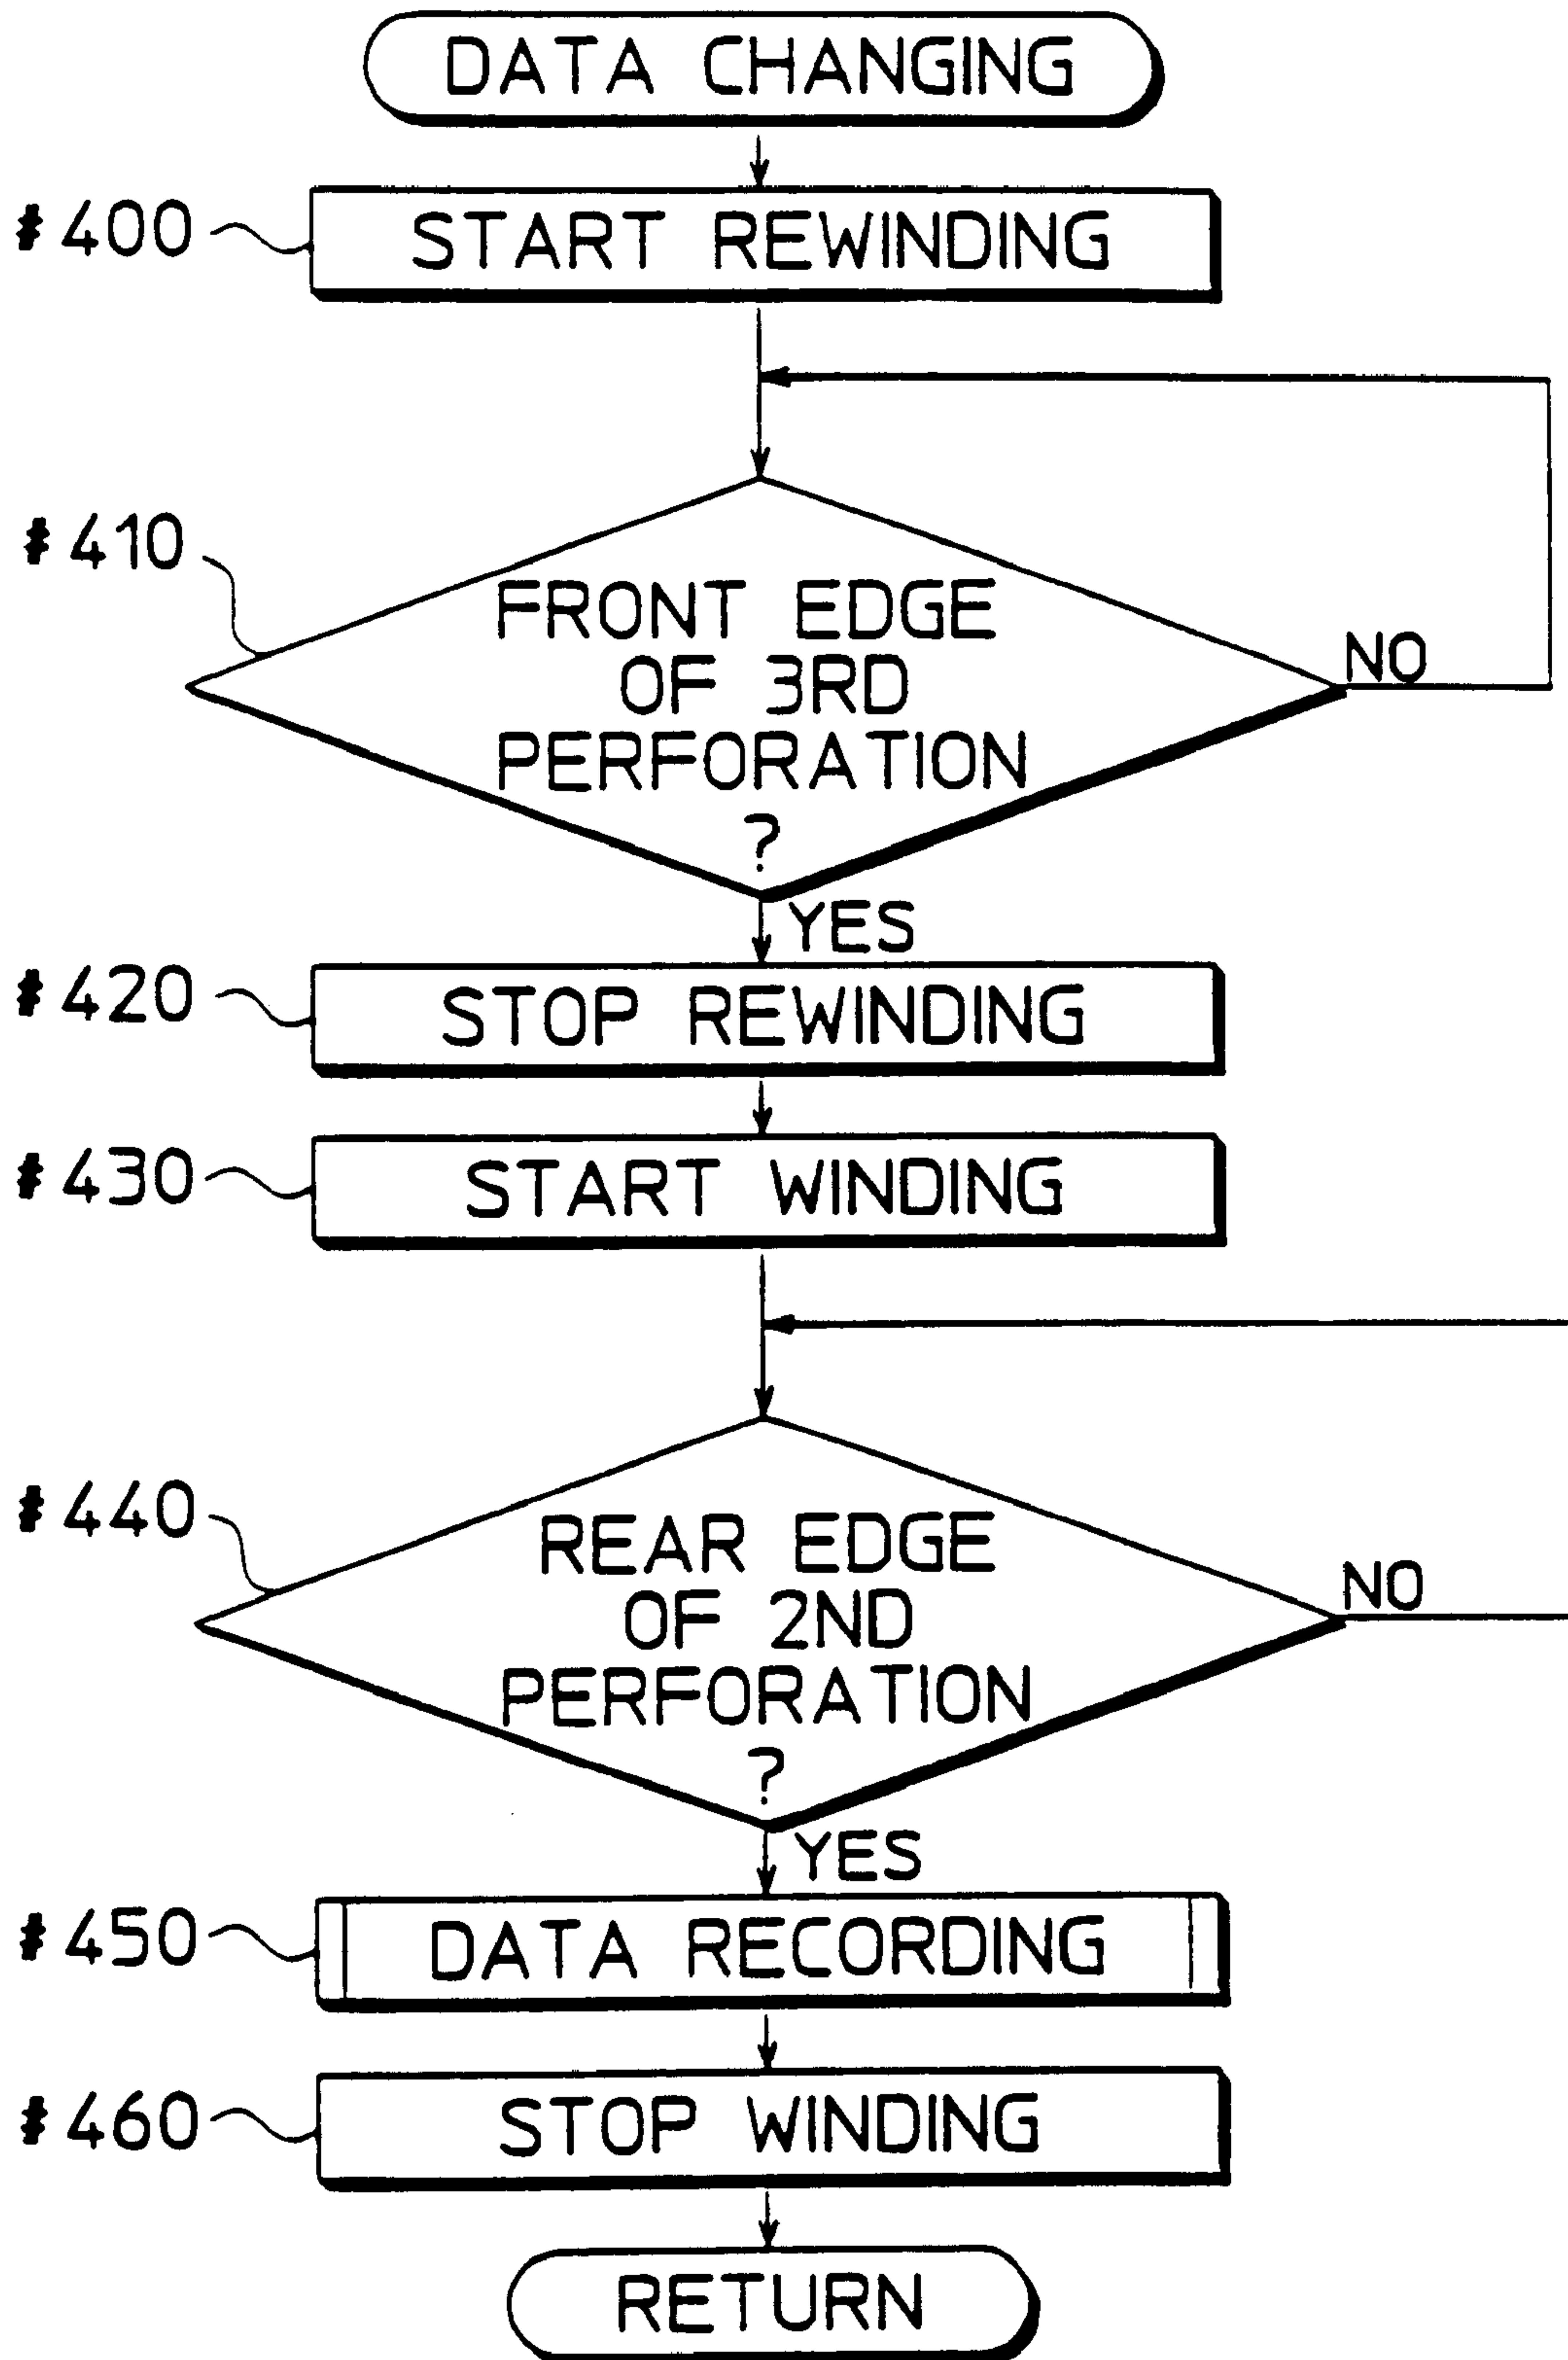 DATA CHANGING
#400
START REWINDING
#410
FRONT EDGE
OF 3RD
PERFORATION
?
NO
YES
#420
STOP REWINDING
#430
START WINDING
#440
REAR EDGE
OF 2ND
PERFORATION
?
NO
YES
#450
DATA RECORDING
#460
STOP WINDING
RETURN